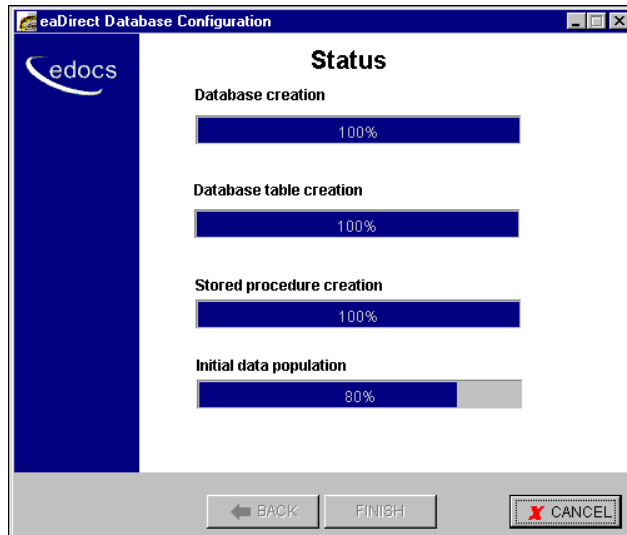 eaDirect Database Configuration
edocs
Status
Database creation
100%
Database table creation
100%
Stored procedure creation
100%
Initial data population
80%
BACK FINISH CANCEL